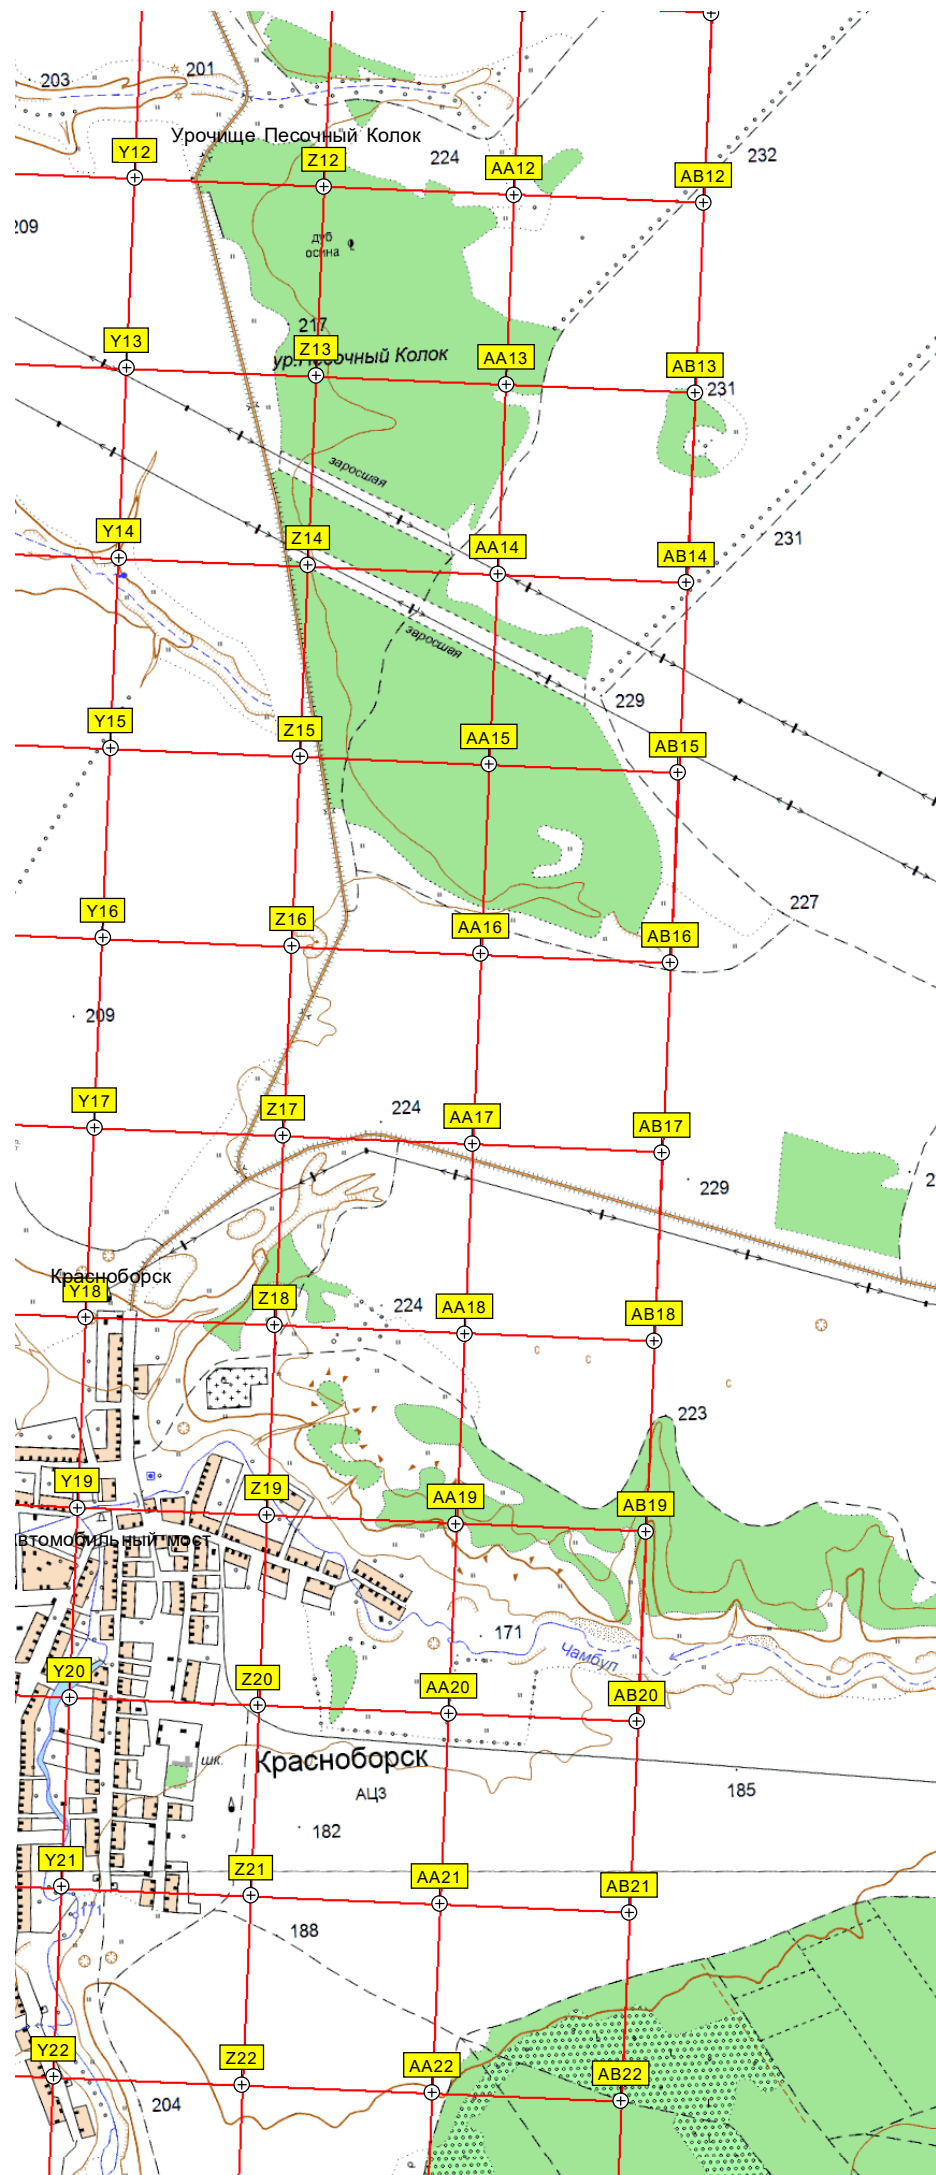 201
203
Урочище Песочный Колок
Y12
Z12
224
AA12
232
AB12
209
дуб
осина
217
Y13
Z13
ур.Песочный Колок
AA13
AB13
231
заросшая
Y14
Z14
AA14
AB14
231
заросшая
229
Y15
Z15
AA15
AB15
227
Y16
Z16
AA16
AB16
209
Y17
Z17
224
AA17
AB17
229
2
Красноборск
Y18
Z18
224
AA18
AB18
с
с
с
223
Y19
Z19
AA19
AB19
втомобильный мост
171
Чамбул
Y20
Z20
AA20
AB20
шк.
Красноборск
АЦЗ
185
182
Y21
Z21
AA21
AB21
171
188
Y22
Z22
AA22
AB22
204